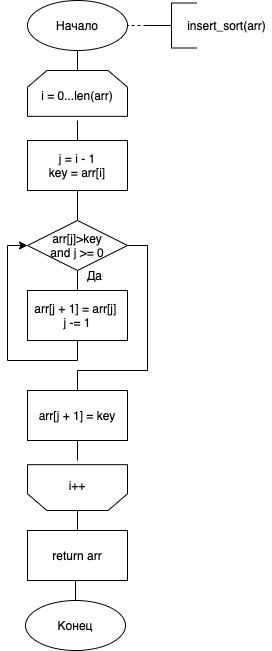 Начало
insert_sort(arr)
i = 0...len(arr)
j = i - 1
key = arr[i]
arr[j]>key
and j >= 0
Да
arr[j + 1] = arr[j]
j -= 1
arr[j + 1] = key
i++
return arr
Конец